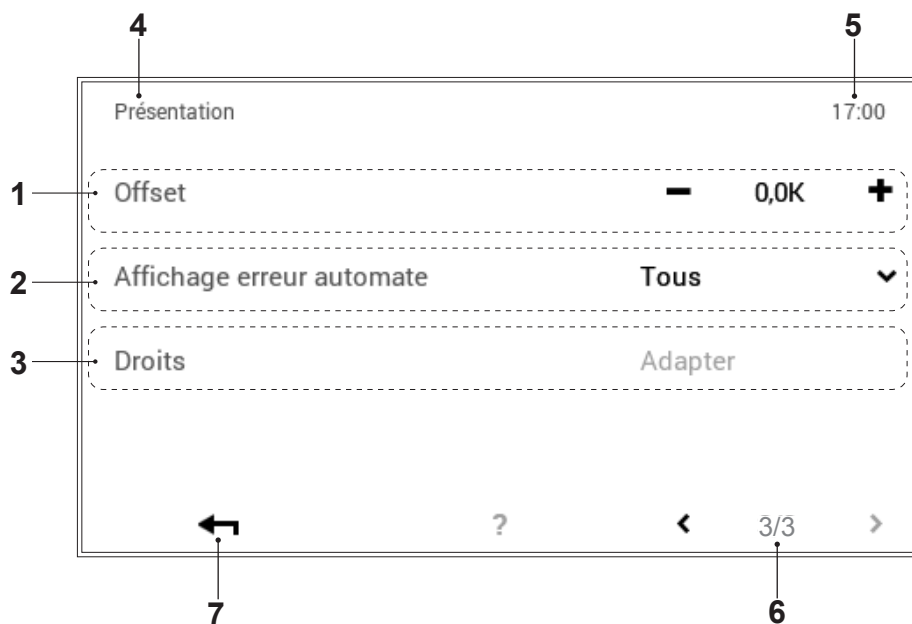 4 5
Présentation 17:00
1 Offset − 0,0K +
2 Affichage erreur automate Tous
3 Droits Adapter
? < 3/3 >
7 6